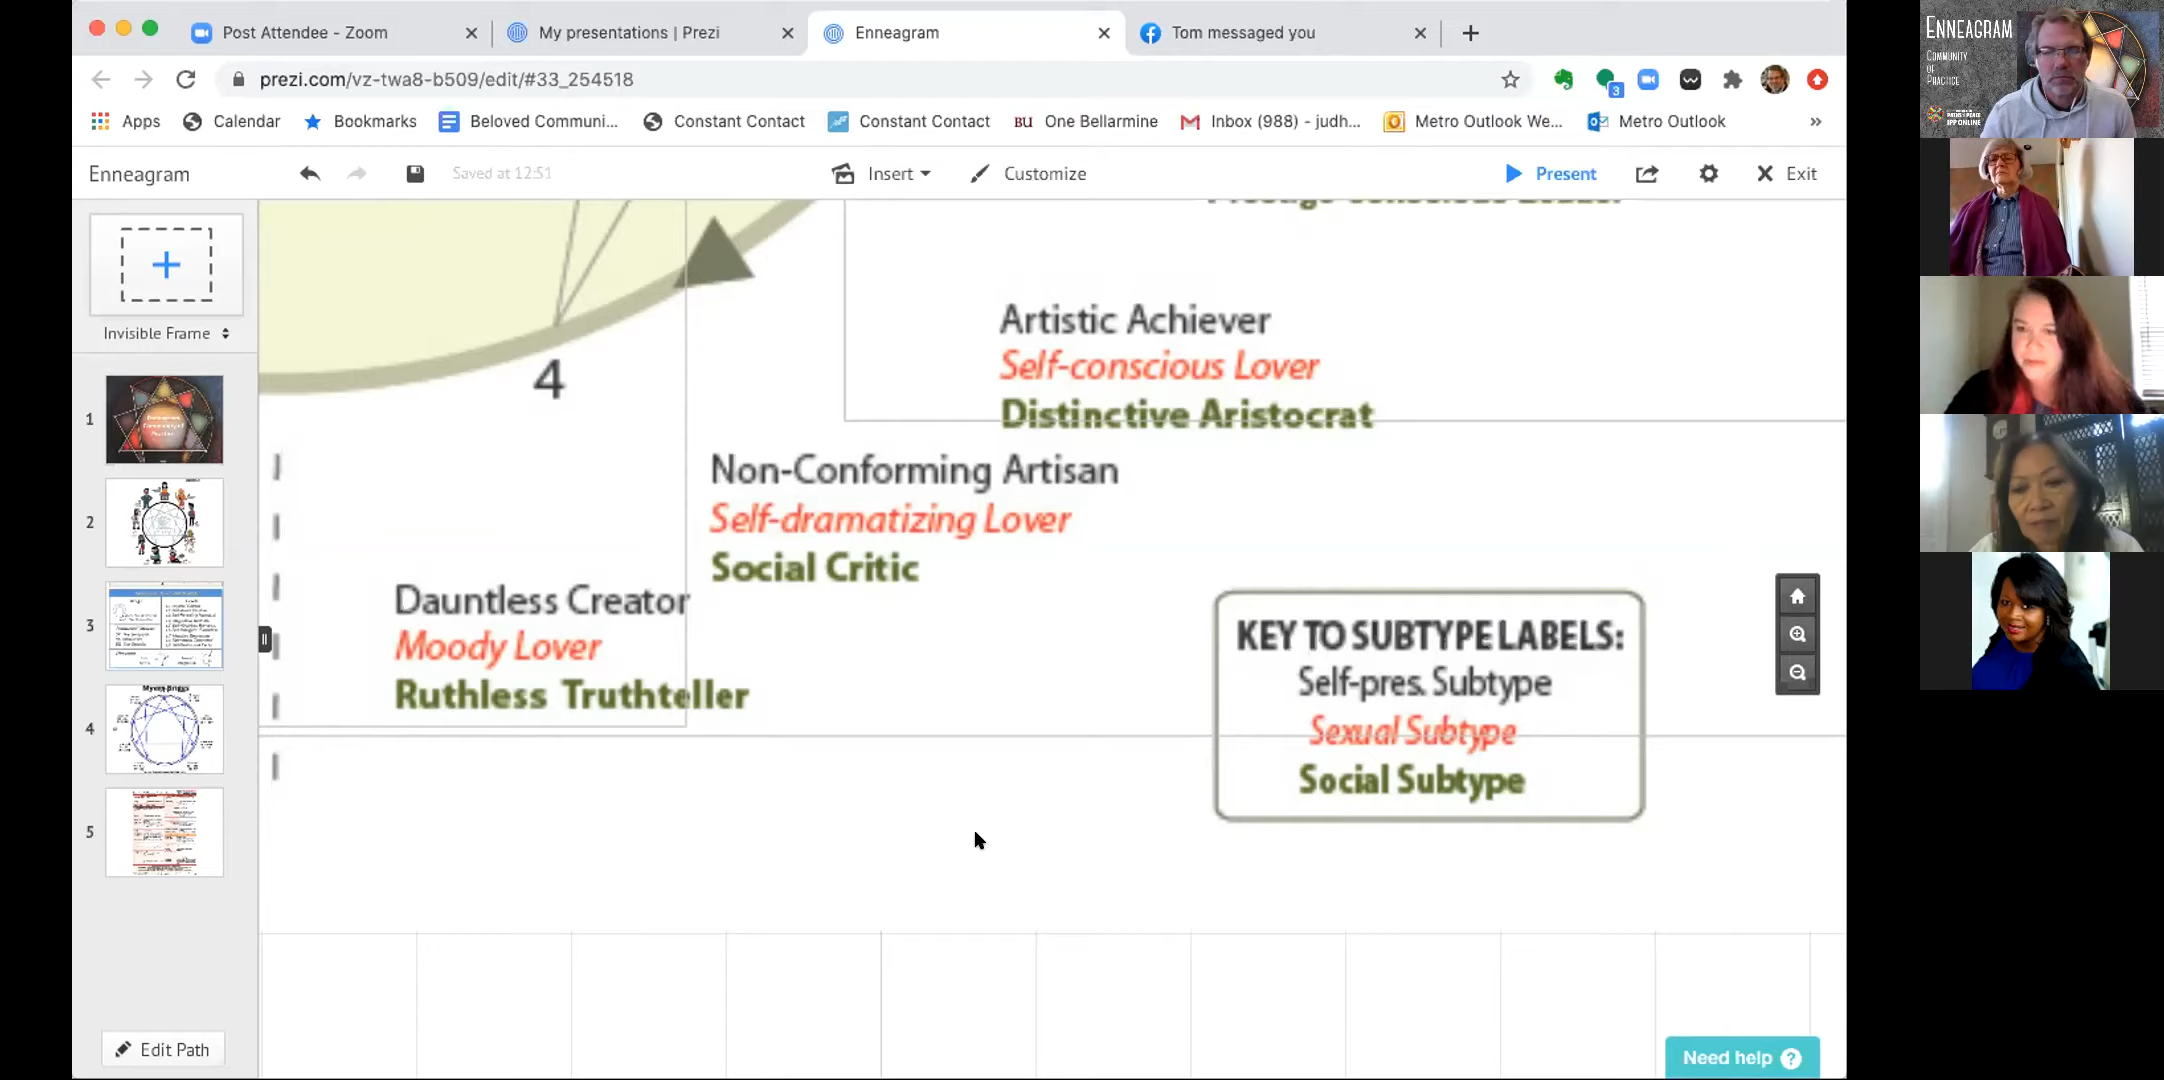 Post Attendee - Zoom
My presentations | Prezi
Enneagram
Tom messaged you
prezi.com/vz-twa8-b509/edit/#33_254518
3
Apps
Calendar
Bookmarks
Beloved Communi...
Constant Contact
Constant Contact
BU One Bellarmine
Inbox (988) - judh...
Metro Outlook We...
Metro Outlook
»
Enneagram
Saved at 12:51
Insert
Customize
Present
Exit
Invisible Frame
1
2
3
4
5
Edit Path
Artistic Achiever
Self-conscious Lover
Distinctive Aristocrat
4
Non-Conforming Artisan
Self-dramatizing Lover
Social Critic
Dauntless Creator
Moody Lover
Ruthless Truthteller
KEY TO SUBTYPE LABELS:
Self-pres. Subtype
Sexual Subtype
Social Subtype
Need help ?
ENNEAGRAM
COMMUNITY
OF
PRACTICE
IPP ONLINE